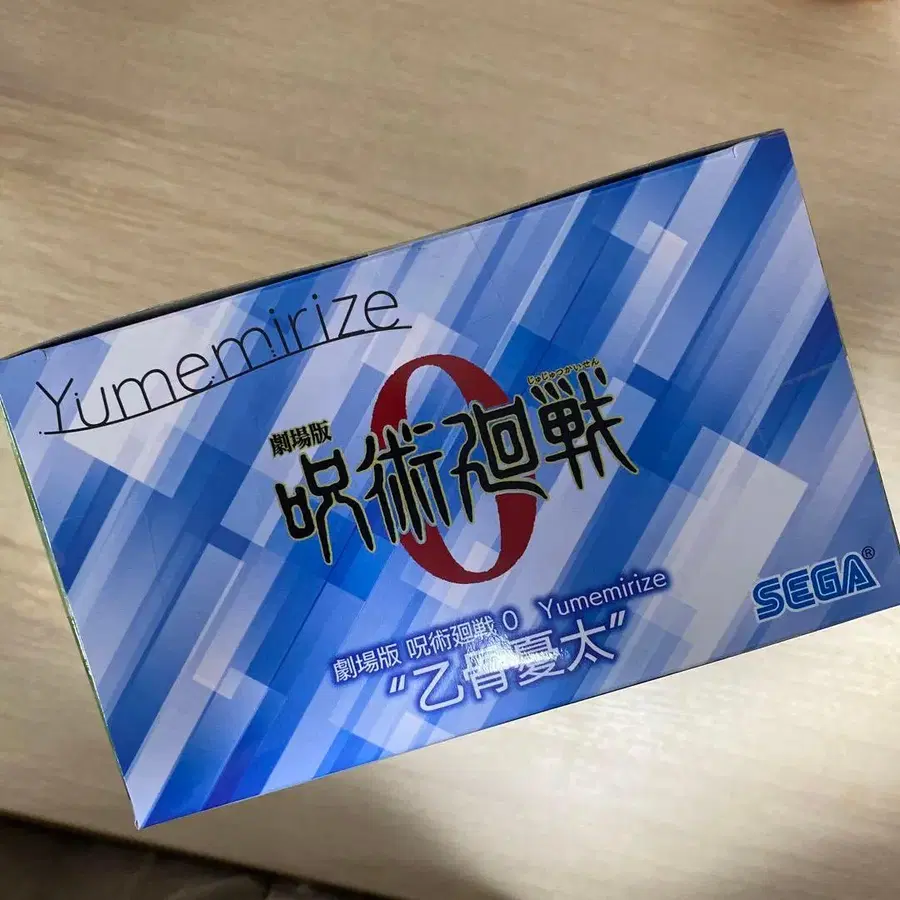 Yumemirize
劇場版
じゅじゅつかいせん
呪術廻戦
0
劇場版 呪術廻戦 0 Yumemirize
“乙骨憂太”
SEGA®